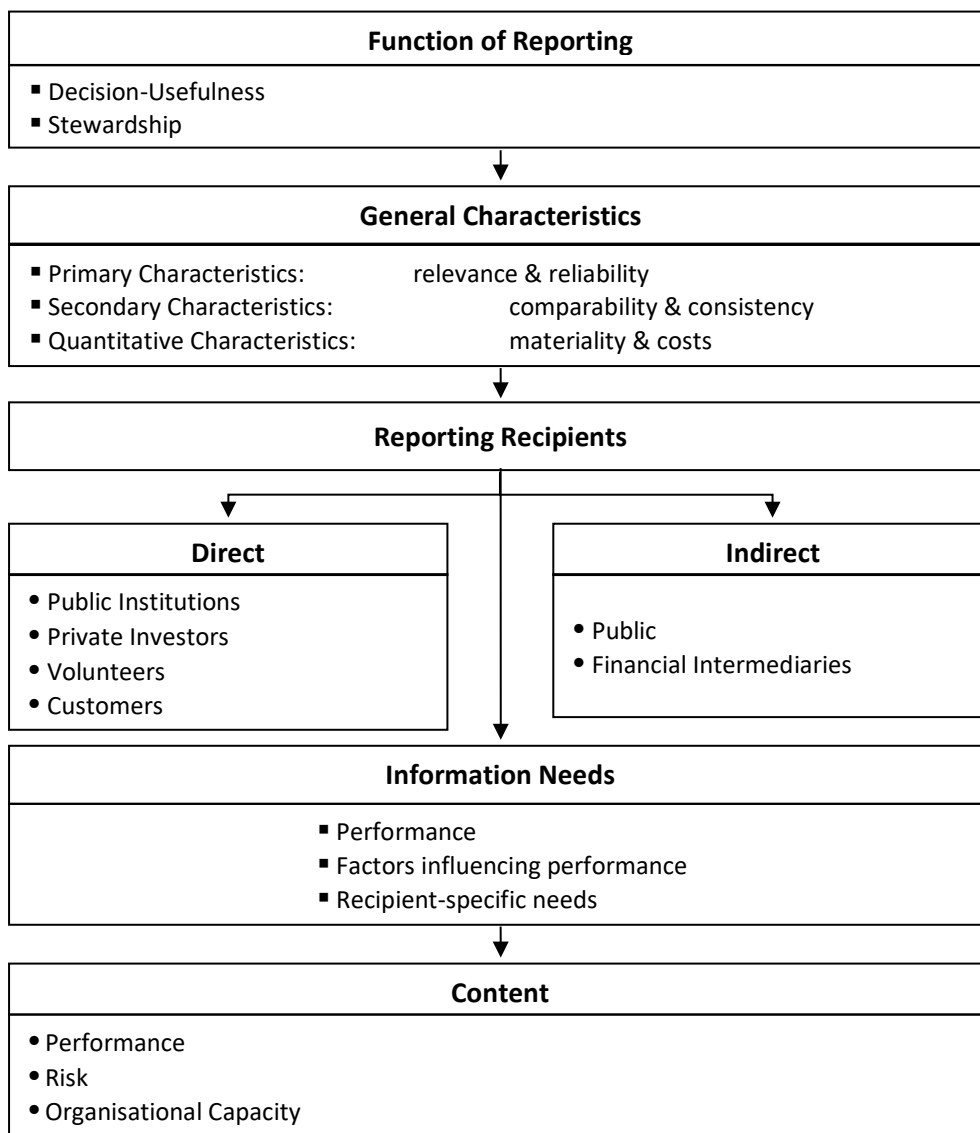 Function of Reporting
▪ Decision-Usefulness
▪ Stewardship
General Characteristics
▪ Primary Characteristics: relevance & reliability
▪ Secondary Characteristics: comparability & consistency
▪ Quantitative Characteristics: materiality & costs
Reporting Recipients
Direct
• Public Institutions
• Private Investors
• Volunteers
• Customers
Indirect
• Public
• Financial Intermediaries
Information Needs
▪ Performance
▪ Factors influencing performance
▪ Recipient-specific needs
Content
• Performance
• Risk
• Organisational Capacity